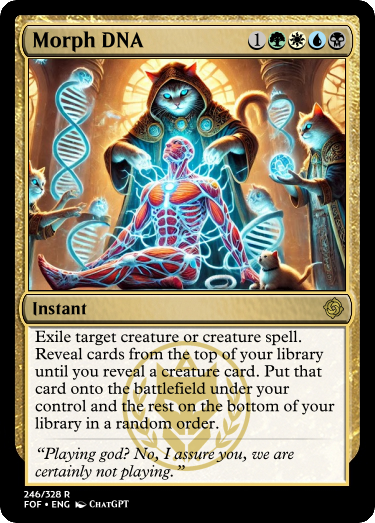 Morph DNA 1
Instant
Exile target creature or creature spell.
Reveal cards from the top of your library
until you reveal a creature card. Put that
card onto the battlefield under your
control and the rest on the bottom of your
library in a random order.
“Playing god? No, I assure you, we are
certainly not playing.”
246/328 R
FOF • ENG ChatGPT